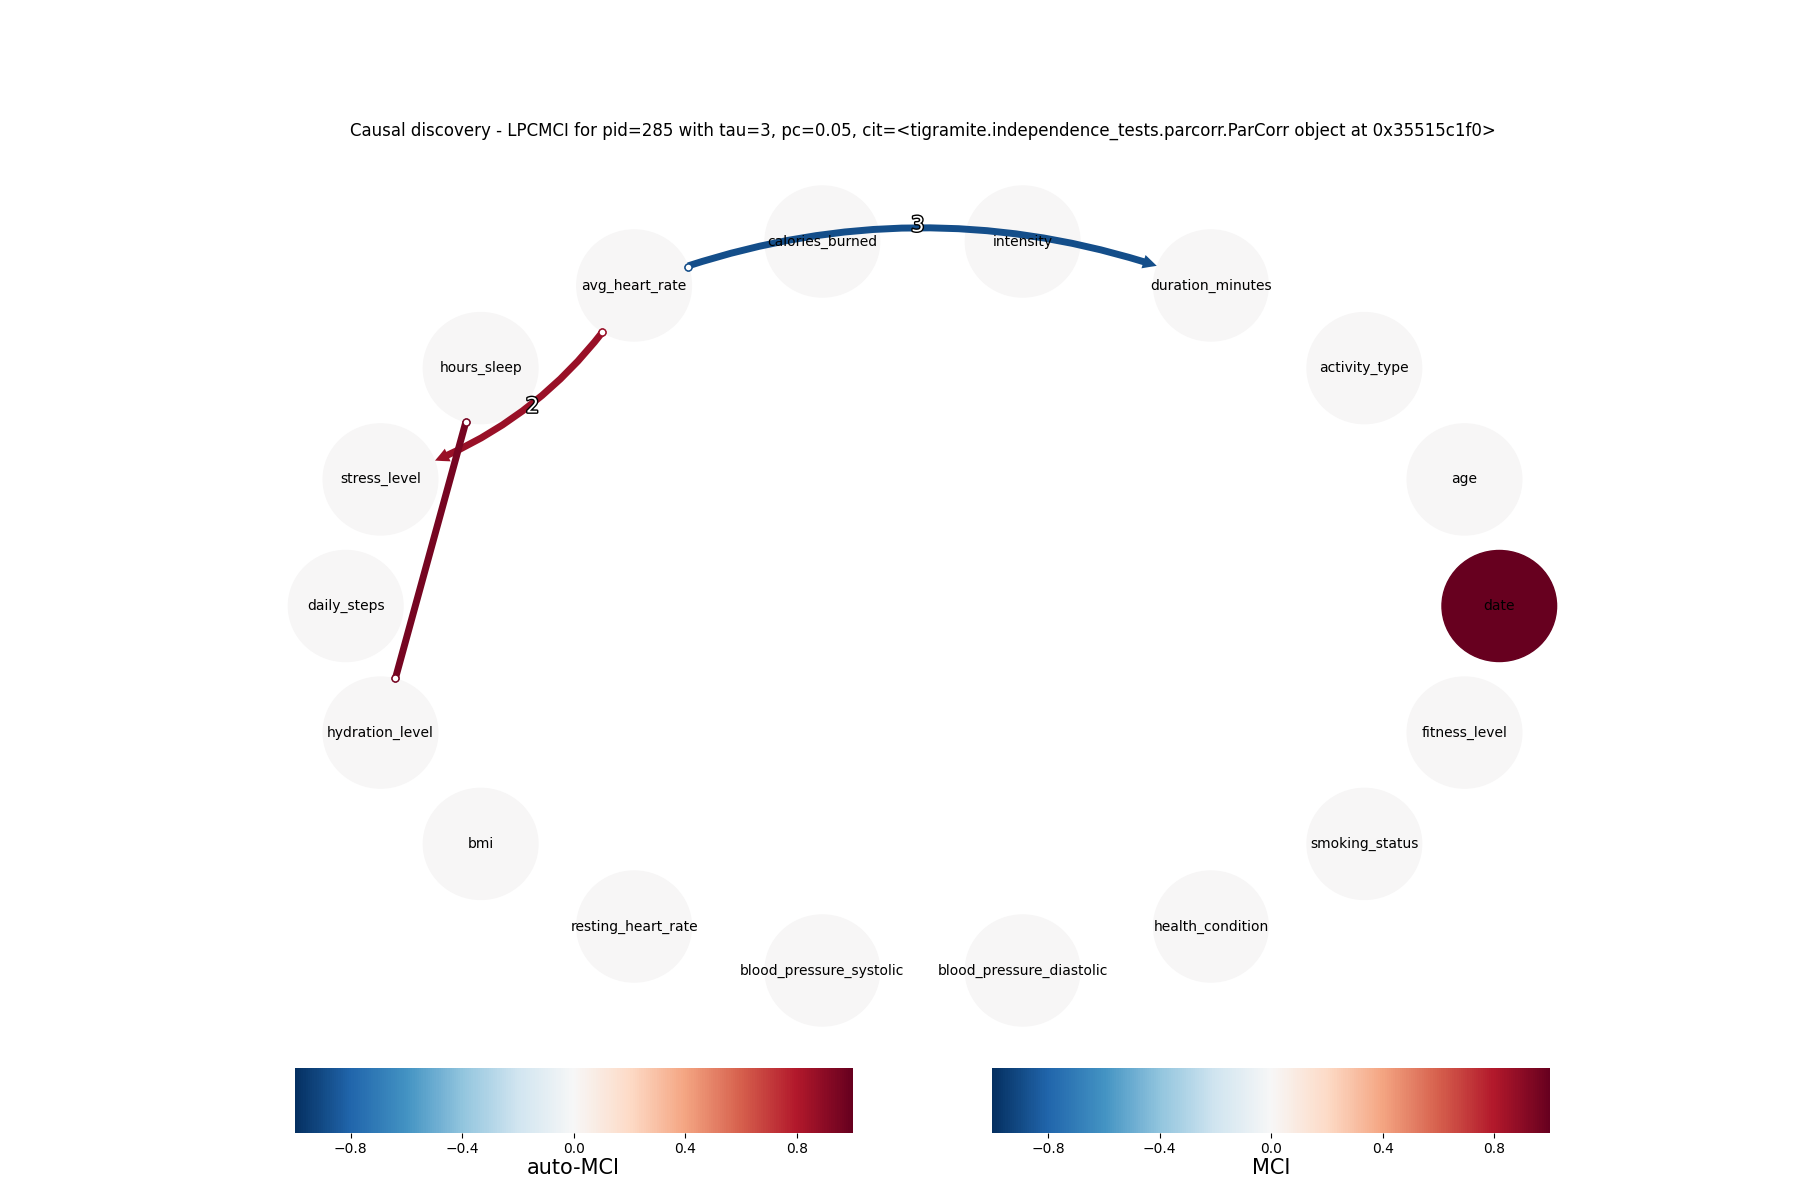 Causal discovery - LPCMCI for pid=285 with tau=3, pc=0.05, cit=<tigramite.independence_tests.parcorr.ParCorr object at 0x35515c1f0>
3
calories_burned
intensity
avg_heart_rate
duration_minutes
hours_sleep
activity_type
2
stress_level
age
daily_steps
date
hydration_level
fitness_level
bmi
smoking_status
resting_heart_rate
health_condition
blood_pressure_systolic
blood_pressure_diastolic
−0.8 −0.4 0.0 0.4 0.8
auto-MCI
−0.8 −0.4 0.0 0.4 0.8
MCI